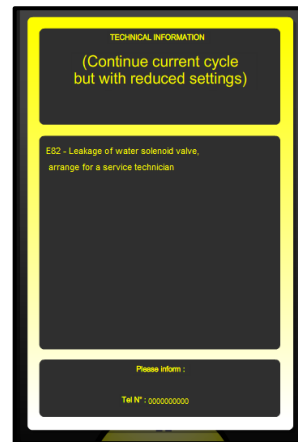 TECHNICAL INFORMATION
(Continue current cycle
but with reduced settings)
E82 - Leakage of water solenoid valve,
arrange for a service technician
Please inform :
Tel N° : 0000000000